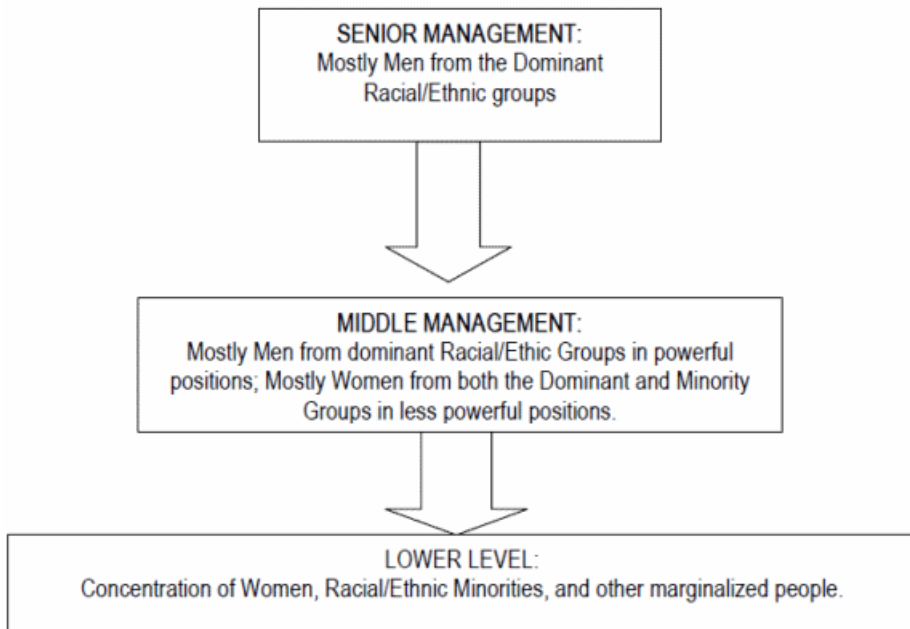 SENIOR MANAGEMENT:
Mostly Men from the Dominant
Racial/Ethnic groups
MIDDLE MANAGEMENT:
Mostly Men from dominant Racial/Ethic Groups in powerful
positions; Mostly Women from both the Dominant and Minority
Groups in less powerful positions.
LOWER LEVEL:
Concentration of Women, Racial/Ethnic Minorities, and other marginalized people.